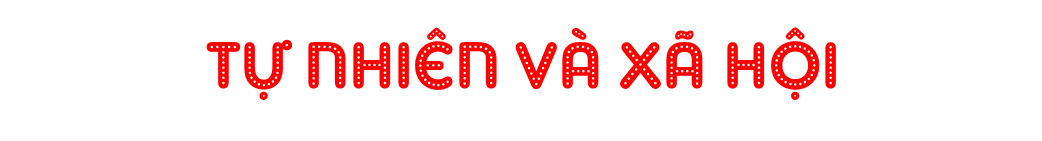 TỰ NHIÊN VÀ XÃ HỘI